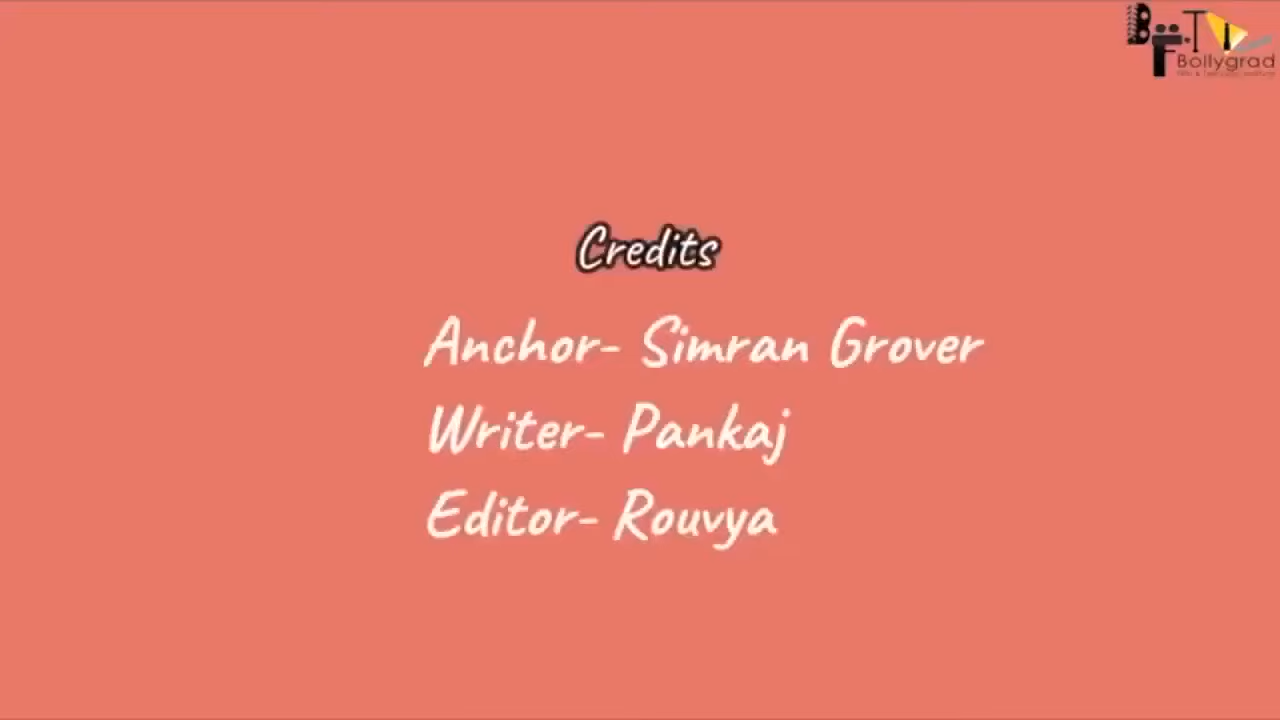 Bollygrad
Credits
Anchor- Simran Grover
Writer- Pankaj
Editor- Rouvya